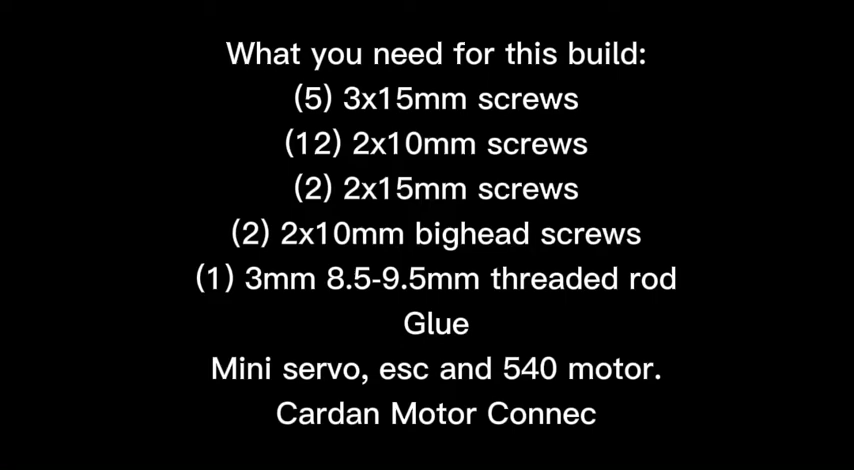 What you need for this build:
(5) 3x15mm screws
(12) 2x10mm screws
(2) 2x15mm screws
(2) 2x10mm bighead screws
(1) 3mm 8.5-9.5mm threaded rod
Glue
Mini servo, esc and 540 motor.
Cardan Motor Connec